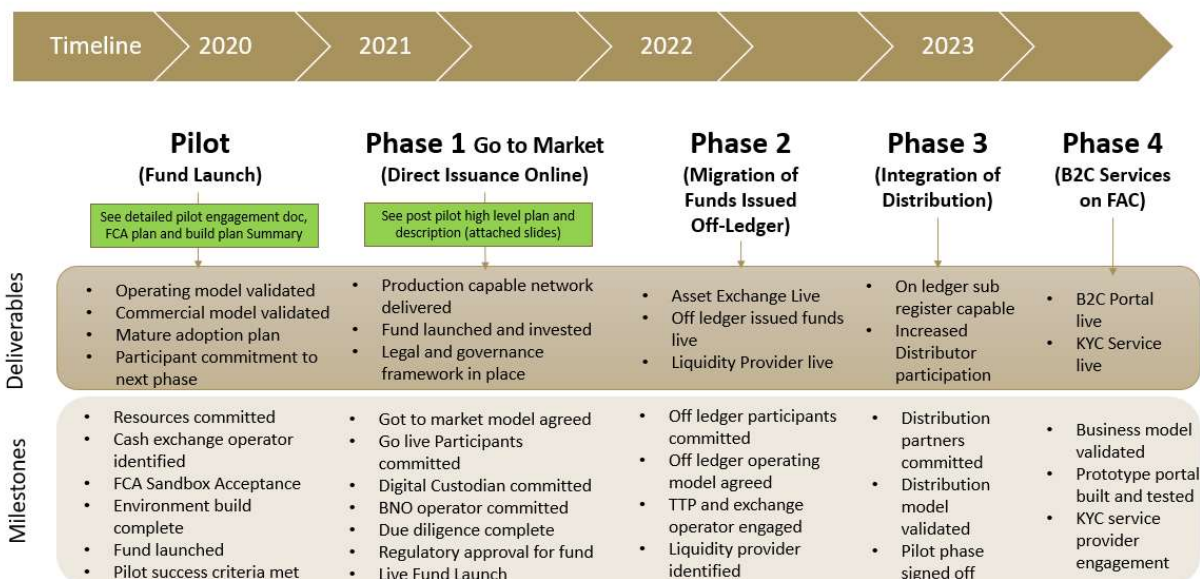 Timeline
2020
2021
2022
2023
Pilot
(Fund Launch)
See detailed pilot engagement doc,
FCA plan and build plan Summary
Phase 1 Go to Market
(Direct Issuance Online)
See post pilot high level plan and
description (attached slides)
Phase 2
(Migration of
Funds Issued
Off-Ledger)
Phase 3
(Integration of
Distribution)
Phase 4
(B2C Services
on FAC)
Deliverables
• Operating model validated
• Commercial model validated
• Mature adoption plan
• Participant commitment to
next phase
• Production capable network
delivered
• Fund launched and invested
• Legal and governance
framework in place
• Asset Exchange Live
• Off ledger issued funds
live
• Liquidity Provider live
• On ledger sub
register capable
• Increased
Distributor
participation
• B2C Portal
live
• KYC Service
live
Milestones
• Resources committed
• Cash exchange operator
identified
• FCA Sandbox Acceptance
• Environment build
complete
• Fund launched
• Pilot success criteria met
• Got to market model agreed
• Go live Participants
committed
• Digital Custodian committed
• BNO operator committed
• Due diligence complete
• Regulatory approval for fund
• Live Fund Launch
• Off ledger participants
committed
• Off ledger operating
model agreed
• TTP and exchange
operator engaged
• Liquidity provider
identified
• Distribution
partners
committed
• Distribution
model
validated
• Pilot phase
signed off
• Business model
validated
• Prototype portal
built and tested
• KYC service
provider
engagement